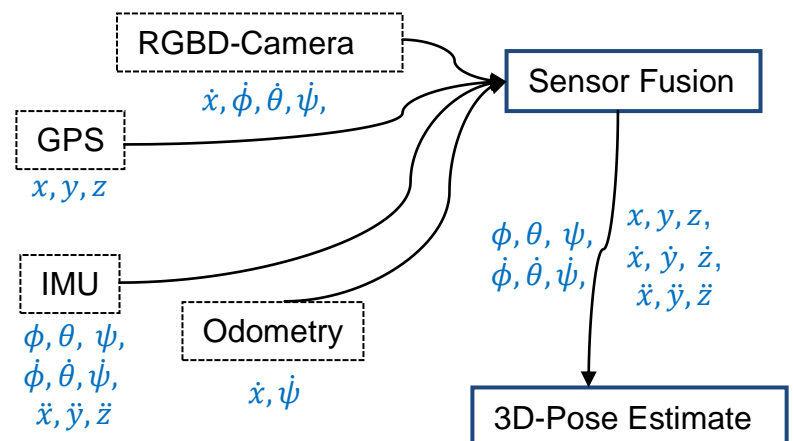 RGBD-Camera
ẋ, ϕ̇, θ̇, ψ̇,
Sensor Fusion
GPS
x, y, z
IMU
ϕ, θ, ψ,
ϕ̇, θ̇, ψ̇,
ẍ, ÿ, z̈
Odometry
ẋ, ψ̇
ϕ, θ, ψ,
ϕ̇, θ̇, ψ̇,
x, y, z,
ẋ, ẏ, ż,
ẍ, ÿ, z̈
3D-Pose Estimate